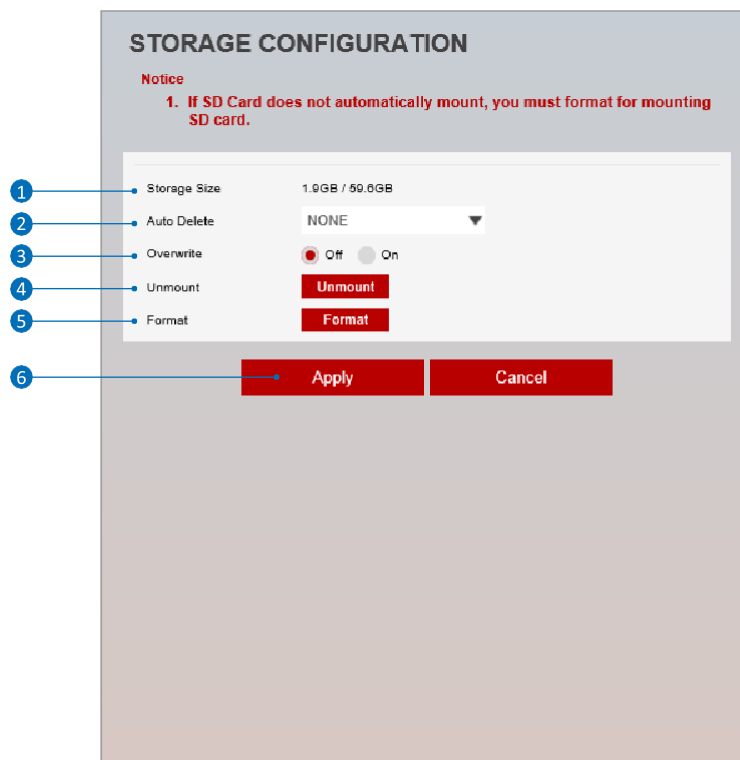 STORAGE CONFIGURATION
Notice
1. If SD Card does not automatically mount, you must format for mounting
SD card.
1 Storage Size 1.9GB / 59.6GB
2 Auto Delete NONE
3 Overwrite Off On
4 Unmount Unmount
5 Format Format
6 Apply Cancel